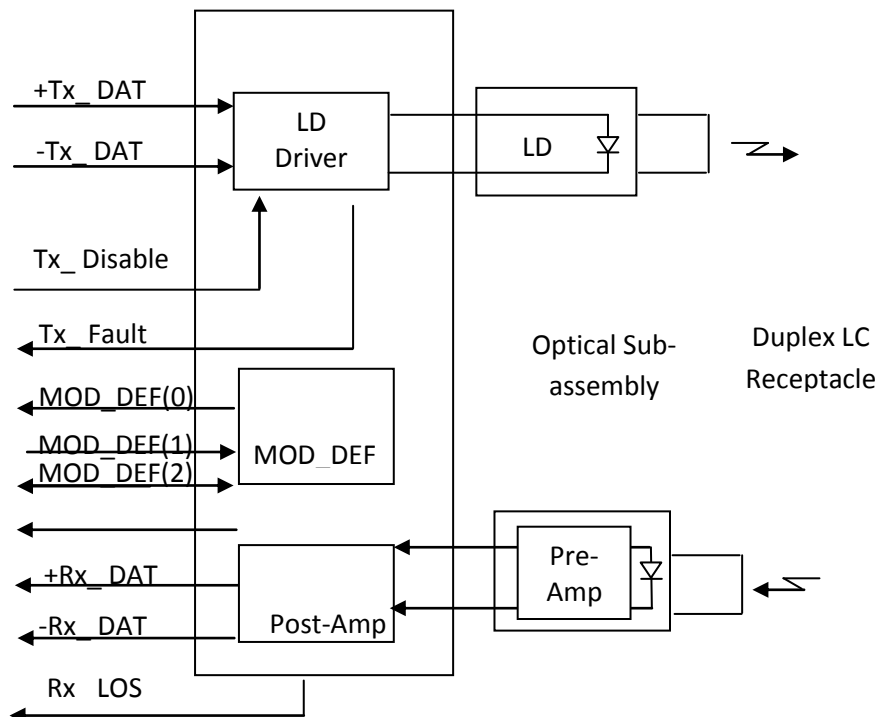 +Tx_ DAT
LD
Driver
LD
-Tx_ DAT
Tx_ Disable
Tx_ Fault
Optical Sub-
assembly
Duplex LC
Receptacle
MOD_DEF(0)
MOD_DEF(1)
MOD_DEF(2)
MOD_DEF
+Rx_ DAT
-Rx_ DAT
Post-Amp
Pre-
Amp
Rx LOS